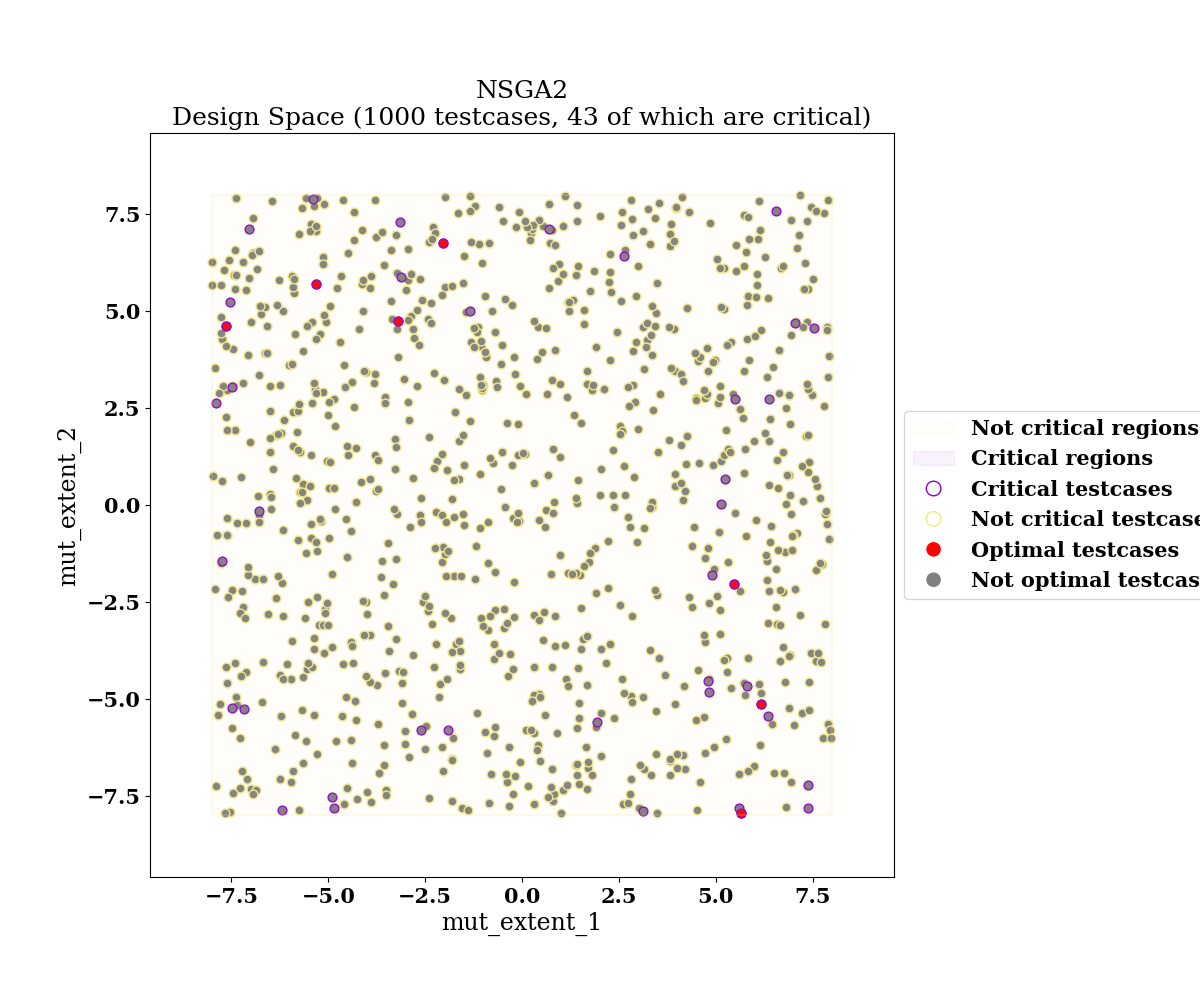 NSGA2
Design Space (1000 testcases, 43 of which are critical)
7.5
5.0
2.5
0.0
−2.5
−5.0
−7.5
mut_extent_2
−7.5 −5.0 −2.5 0.0 2.5 5.0 7.5
mut_extent_1
Not critical regions
Critical regions
Critical testcases
Not critical testcase
Optimal testcases
Not optimal testcas